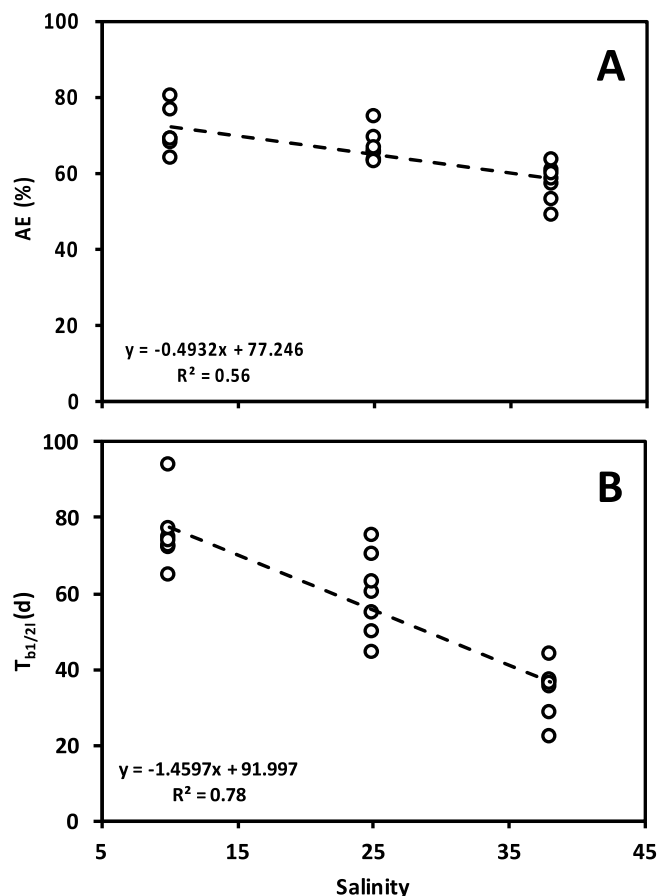 100
A
80
60
AE (%)
40
20
y = -0.4932x + 77.246
R² = 0.56
0
100
B
80
60
T_b1/2l (d)
40
20
y = -1.4597x + 91.997
R² = 0.78
0
5 15 25 35 45
Salinity